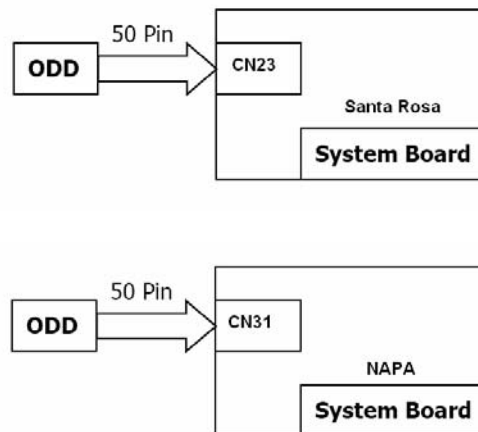 50 Pin
ODD
CN23
Santa Rosa
System Board
50 Pin
ODD
CN31
NAPA
System Board